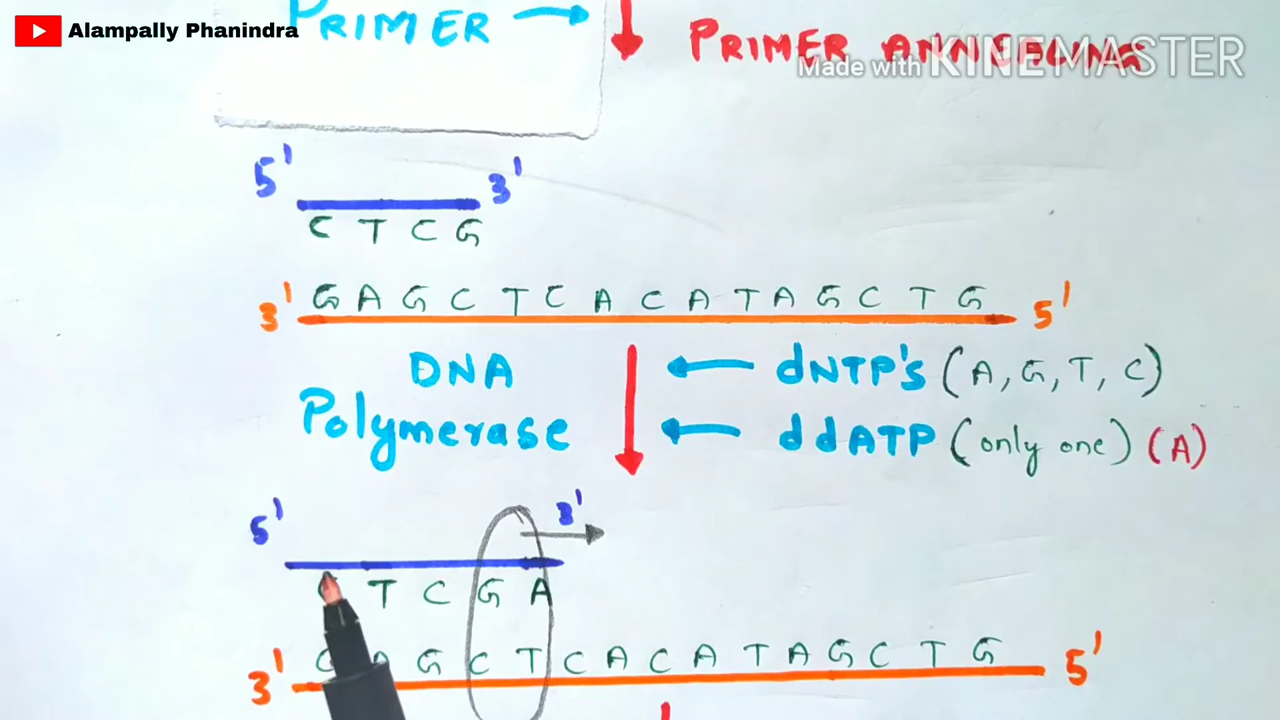 Alampally Phanindra
PRIMER →
PRIMER ANNEALING
Made with KINEMASTER
5' 3'
C T C G
3' G A G C T C A C A T A G C T G 5'
DNA Polymerase
← dNTP's (A, G, T, C)
← ddATP (only one) (A)
5' 3'
T C G A
3' G C T C A C A T A G C T G 5'